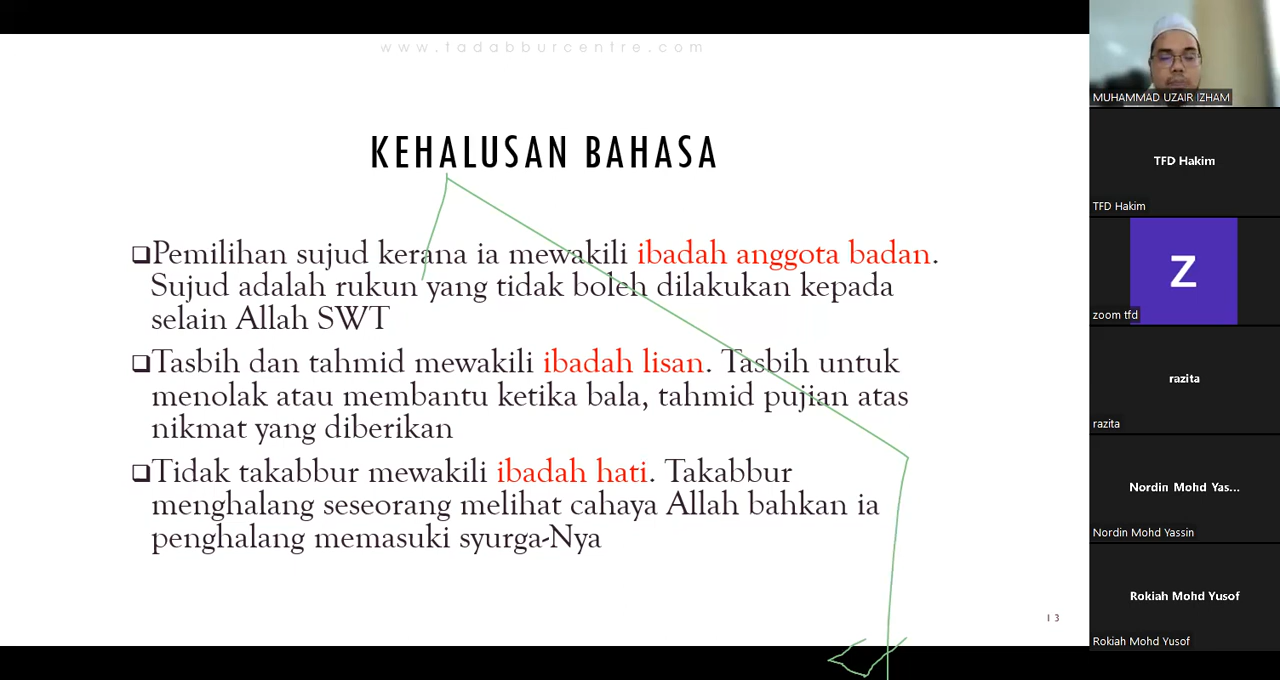 www.tadabburcentre.com
KEHALUSAN BAHASA
❑Pemilihan sujud kerana ia mewakili ibadah anggota badan.
Sujud adalah rukun yang tidak boleh dilakukan kepada
selain Allah SWT
❑Tasbih dan tahmid mewakili ibadah lisan. Tasbih untuk
menolak atau membantu ketika bala, tahmid pujian atas
nikmat yang diberikan
❑Tidak takabbur mewakili ibadah hati. Takabbur
menghalang seseorang melihat cahaya Allah bahkan ia
penghalang memasuki syurga-Nya
13
MUHAMMAD UZAIR IZHAM
TFD Hakim
TFD Hakim
Z
zoom tfd
razita
razita
Nordin Mohd Yas...
Nordin Mohd Yassin
Rokiah Mohd Yusof
Rokiah Mohd Yusof